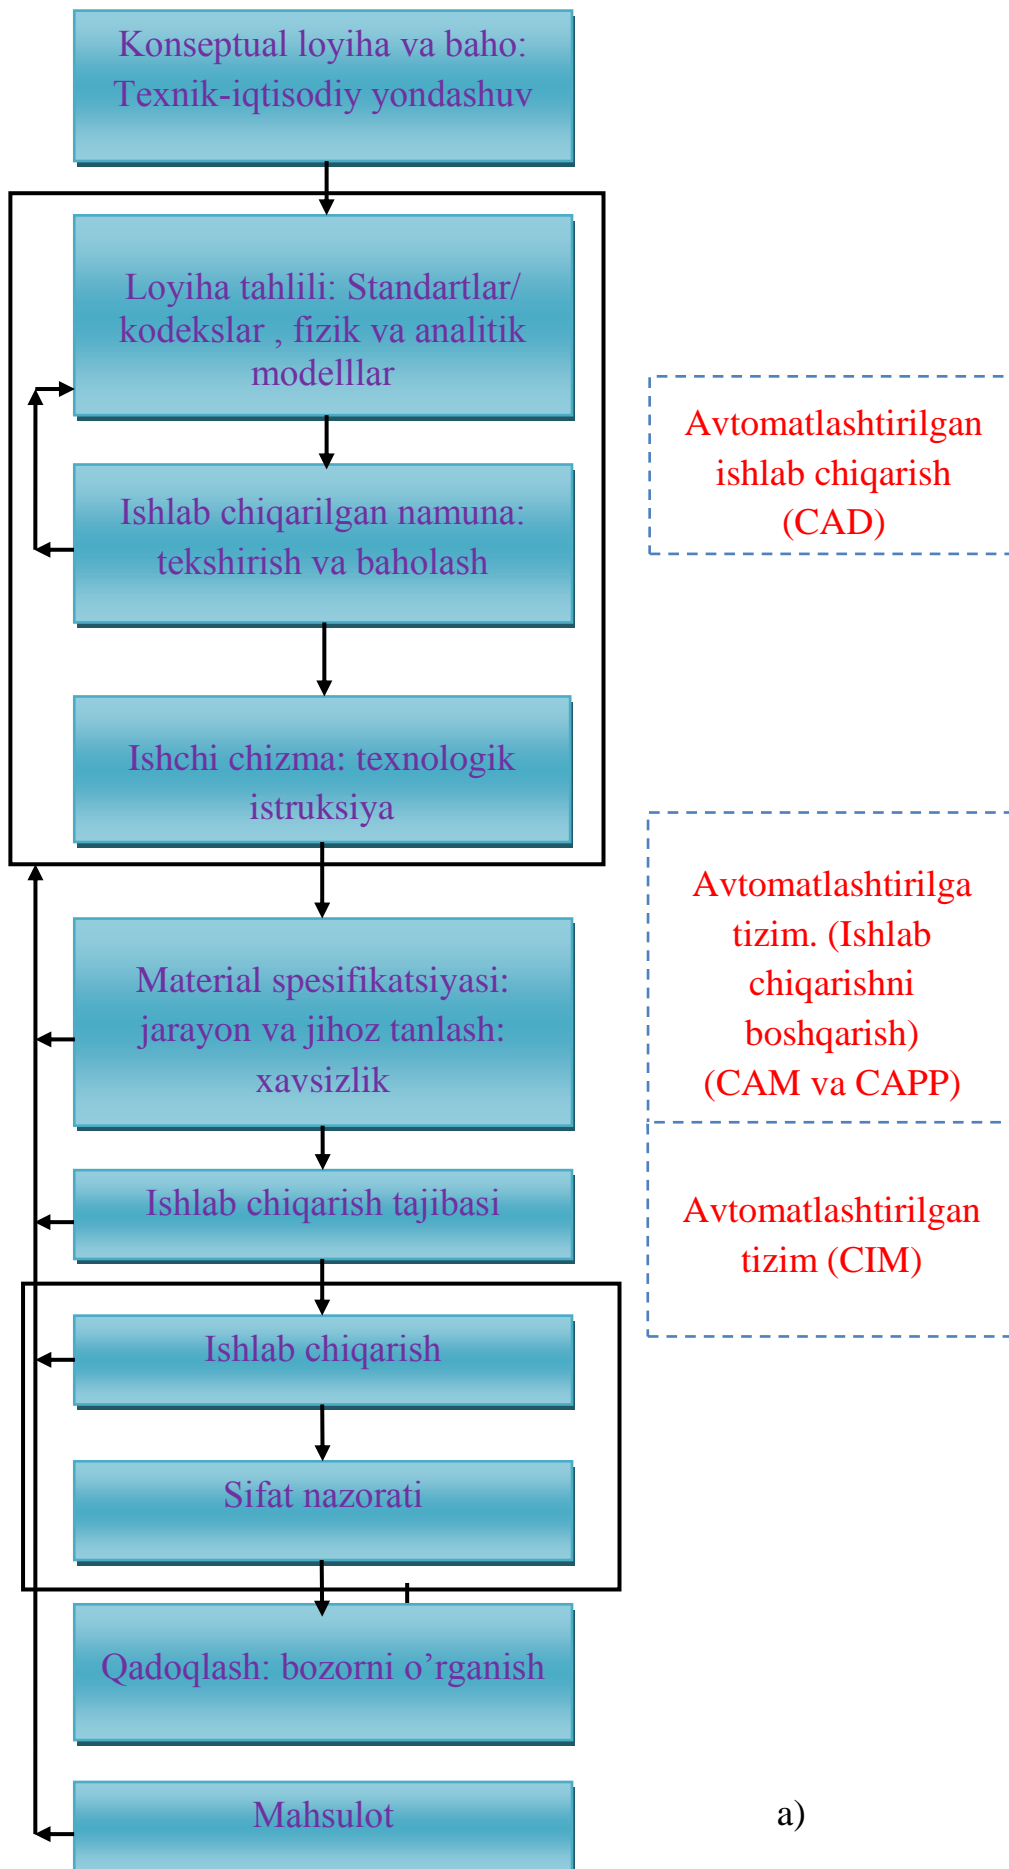 Konseptual loyiha va baho:
Texnik-iqtisodiy yondashuv
Loyiha tahlili: Standartlar/
kodekslar , fizik va analitik
modelllar
Avtomatlashtirilgan
ishlab chiqarish
(CAD)
Ishlab chiqarilgan namuna:
tekshirish va baholash
Ishchi chizma: texnologik
istruksiya
Avtomatlashtirilga
tizim. (Ishlab
chiqarishni
boshqarish)
(CAM va CAPP)
Material spesifikatsiyasi:
jarayon va jihoz tanlash:
xavsizlik
Ishlab chiqarish tajibasi
Avtomatlashtirilgan
tizim (CIM)
Ishlab chiqarish
Sifat nazorati
Qadoqlash: bozorni o’rganish
Mahsulot
a)